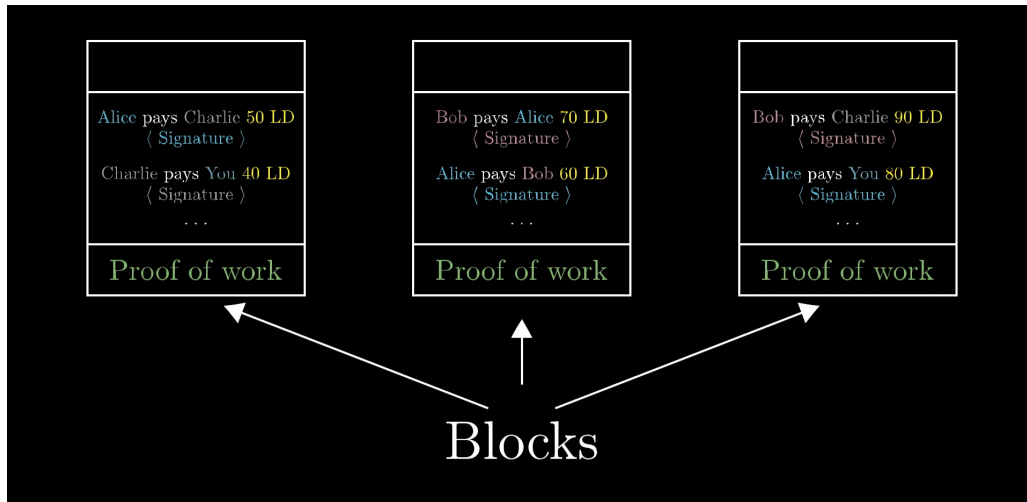 Alice pays Charlie 50 LD
⟨ Signature ⟩
Charlie pays You 40 LD
⟨ Signature ⟩
...
Proof of work
Bob pays Alice 70 LD
⟨ Signature ⟩
Alice pays Bob 60 LD
⟨ Signature ⟩
...
Proof of work
Bob pays Charlie 90 LD
⟨ Signature ⟩
Alice pays You 80 LD
⟨ Signature ⟩
...
Proof of work
Blocks